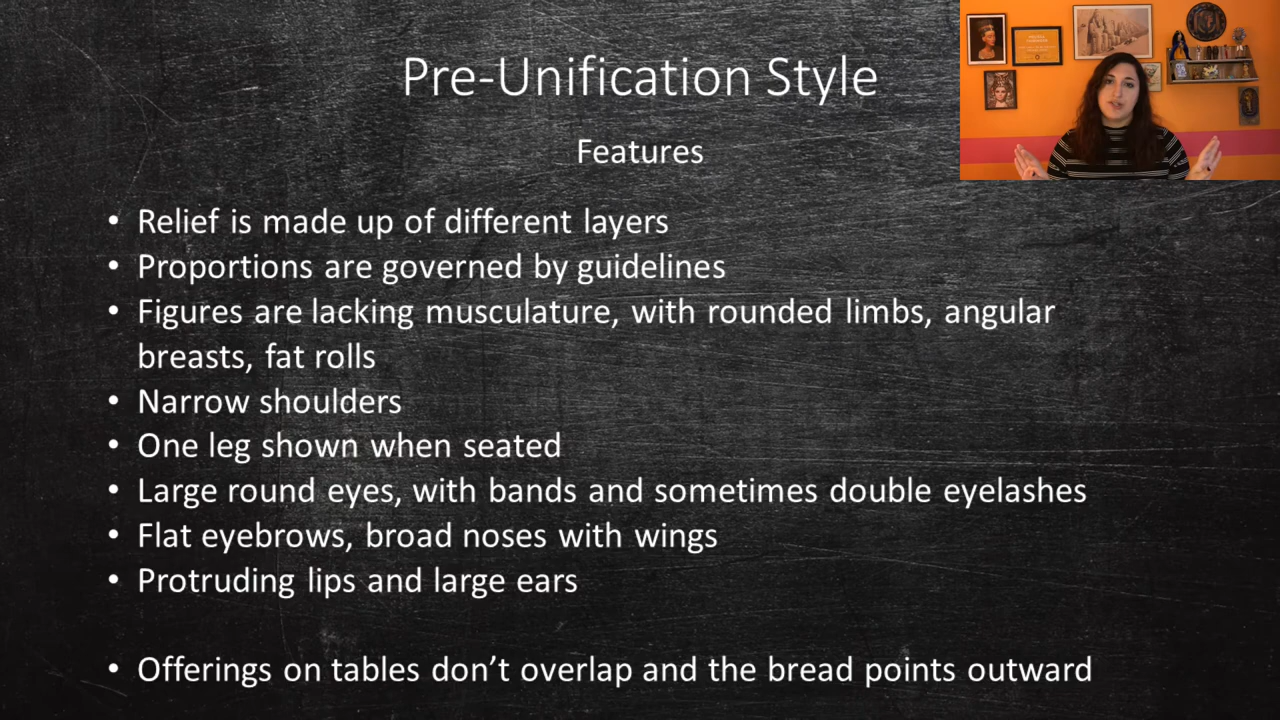 Pre-Unification Style
Features
• Relief is made up of different layers
• Proportions are governed by guidelines
• Figures are lacking musculature, with rounded limbs, angular
breasts, fat rolls
• Narrow shoulders
• One leg shown when seated
• Large round eyes, with bands and sometimes double eyelashes
• Flat eyebrows, broad noses with wings
• Protruding lips and large ears
• Offerings on tables don’t overlap and the bread points outward